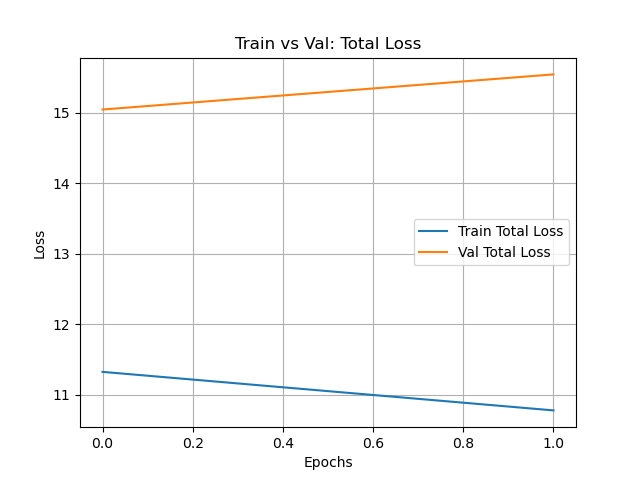 Train vs Val: Total Loss
15
14
13
12
11
Loss
Train Total Loss
Val Total Loss
0.0 0.2 0.4 0.6 0.8 1.0
Epochs